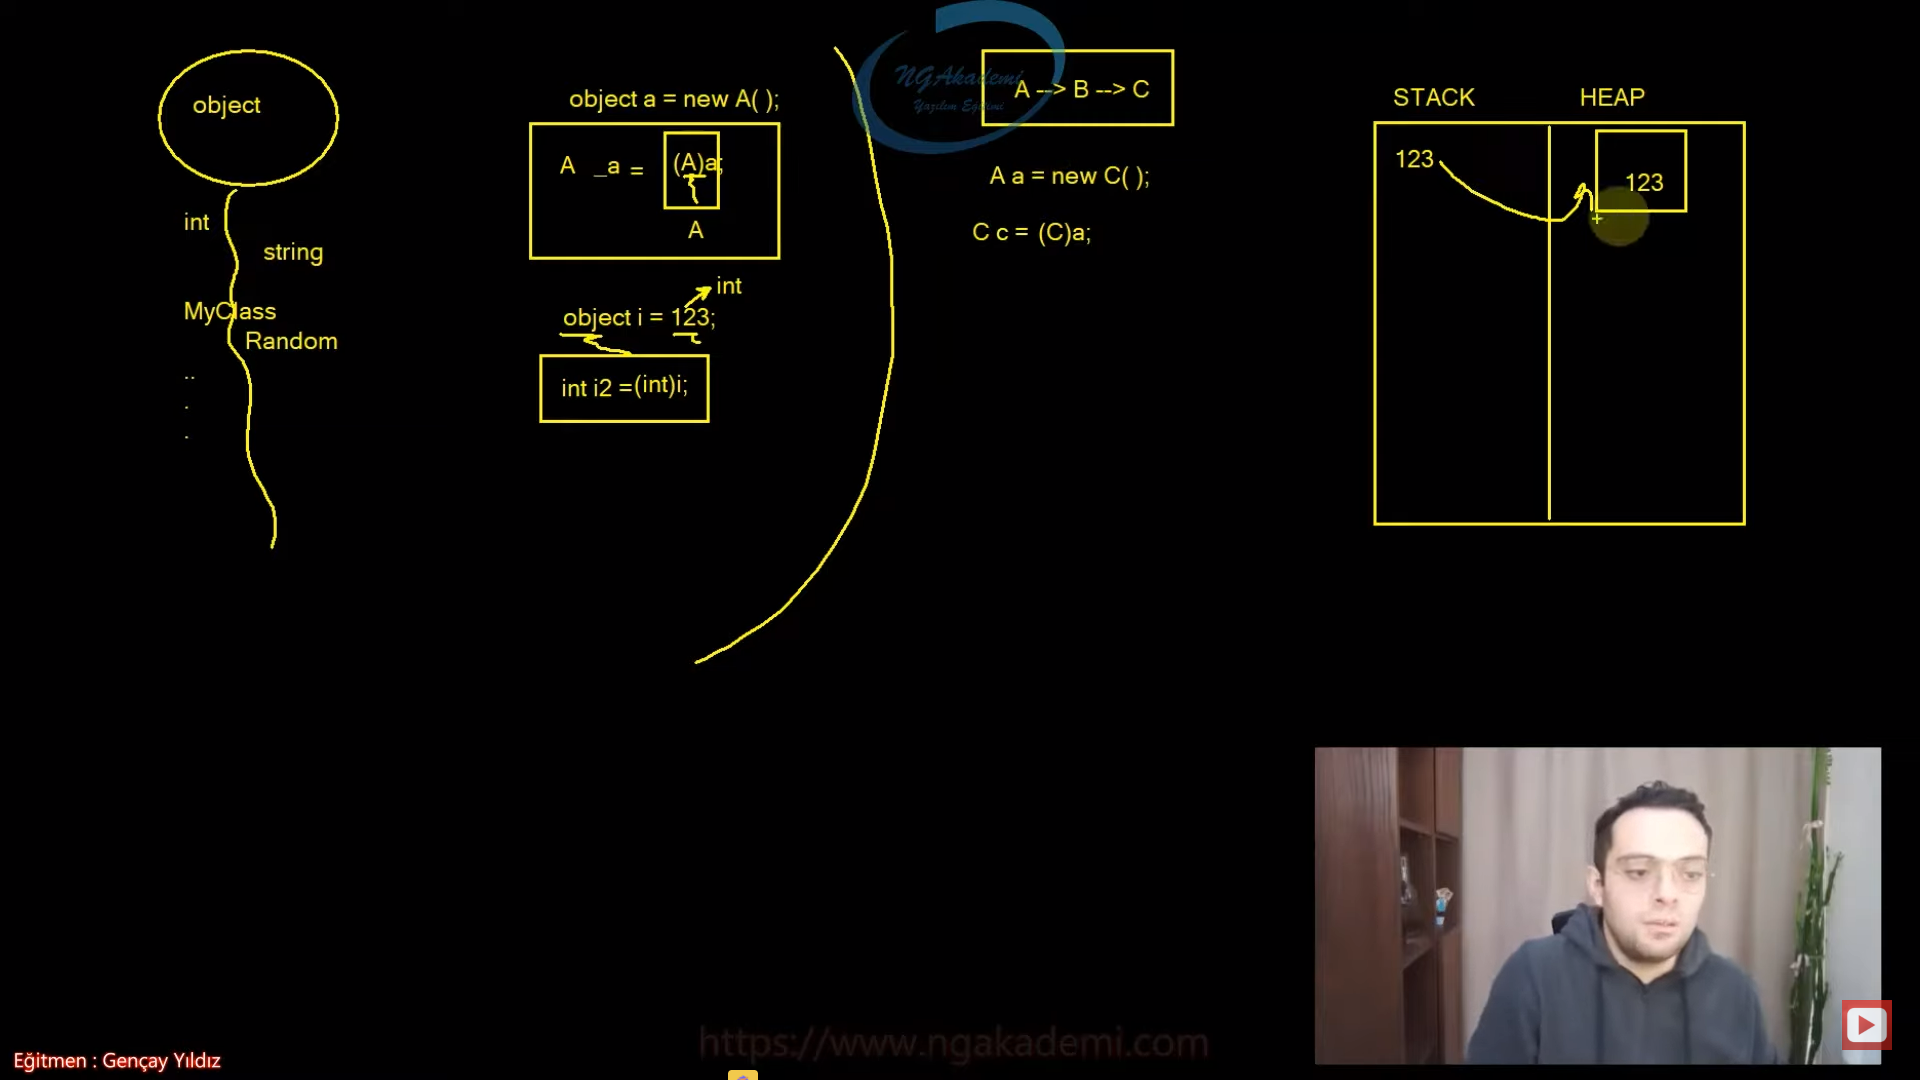 object
int
string
MyClass
Random
..
.
.
object a = new A( );
A _a = (A)a;
A
int
object i = 123;
int i2 =(int)i;
NGAkademi
Yazılım Eğitimi
A --> B --> C
A a = new C( );
C c = (C)a;
STACK HEAP
123
123
https://www.ngakademi.com
Eğitmen : Gençay Yıldız